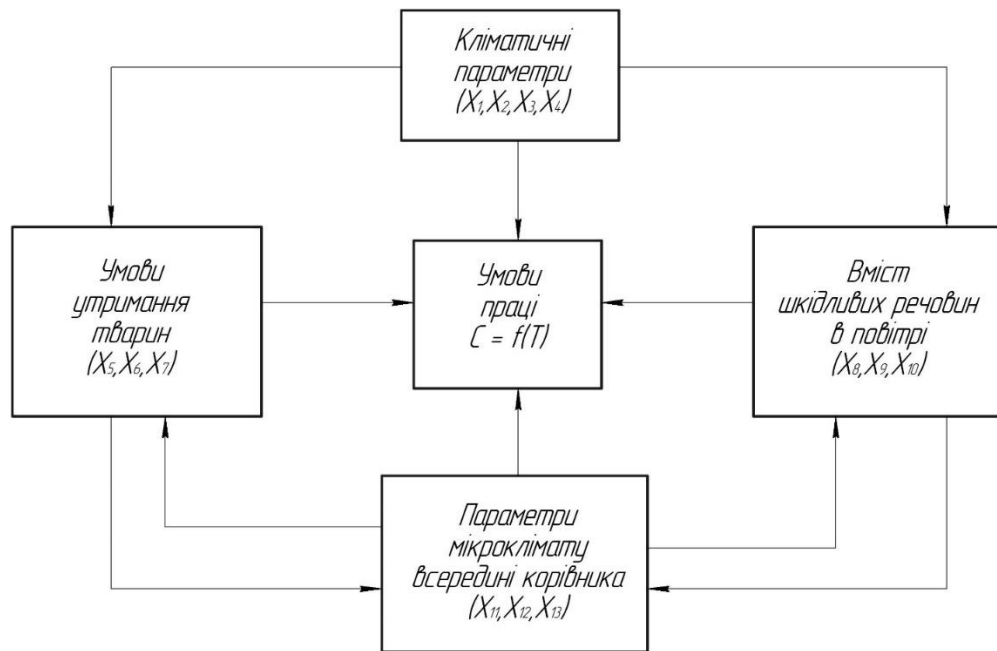 Кліматичні
параметри
(X₁,X₂,X₃,X₄)
Умови
утримання
тварин
(X₅,X₆,X₇)
Умови
праці
C = f(T)
Вміст
шкідливих речовин
в повітрі
(X₈,X₉,X₁₀)
Параметри
мікроклімату
всередині корівника
(X₁₁,X₁₂,X₁₃)